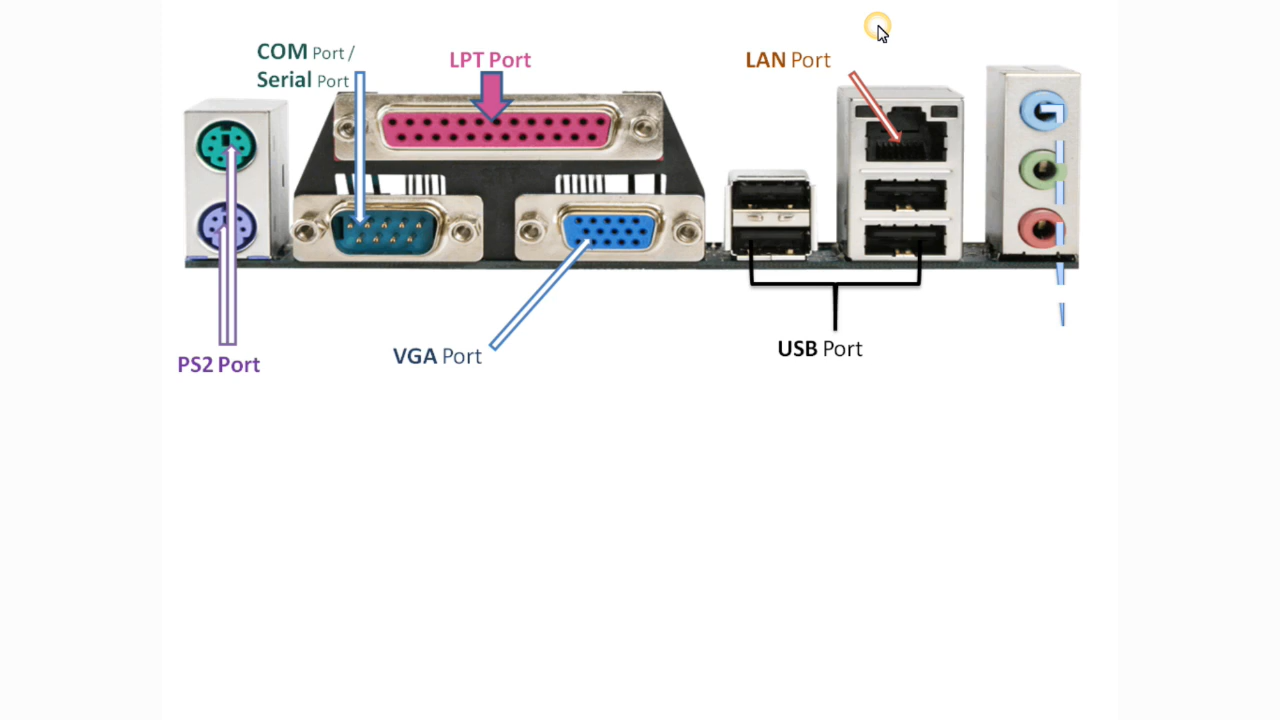 COM Port /
Serial Port
LPT Port
LAN Port
PS2 Port
VGA Port
USB Port